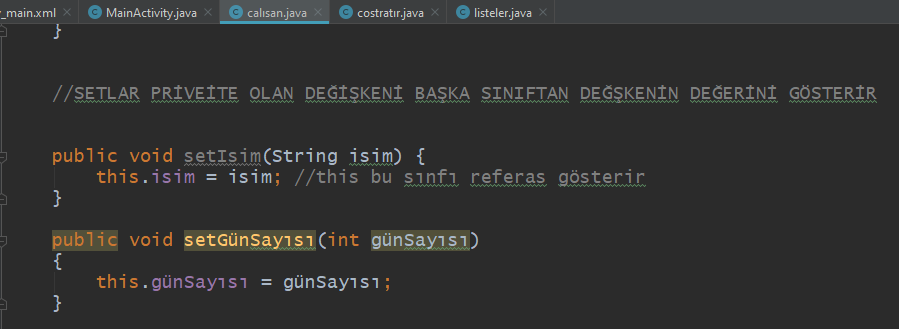 _main.xml MainActivity.java calısan.java costratır.java listeler.java
}
//SETLAR PRİVEİTE OLAN DEĞİŞKENİ BAŞKA SINIFTAN DEĞŞKENİN DEĞERİNİ GÖSTERİR
public void setIsim(String isim) {
this.isim = isim; //this bu sınfı referas gösterir
}
public void setGünSayısı(int günSayısı)
{
this.günSayısı = günSayısı;
}